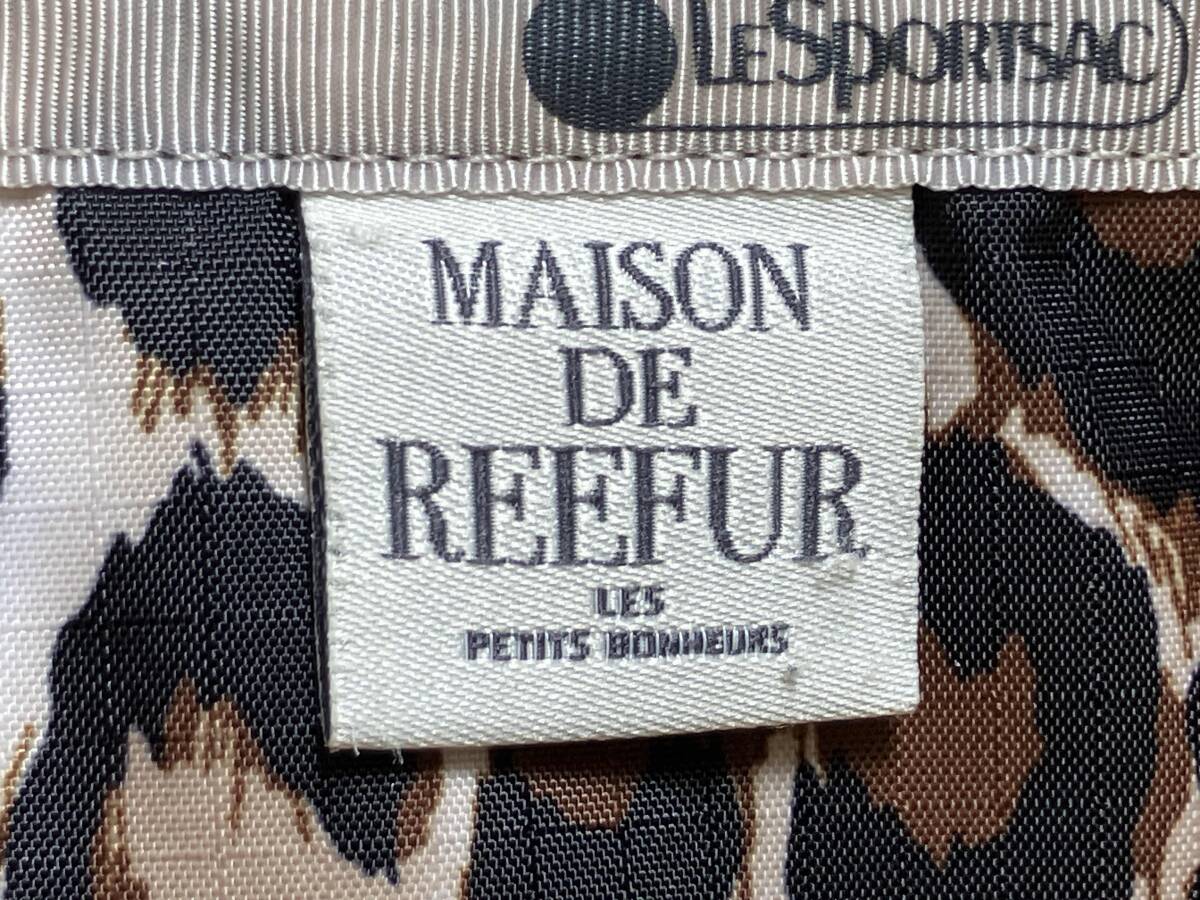 LeSportsac
MAISON
DE
REEFUR
LES
PETITS BONHEURS